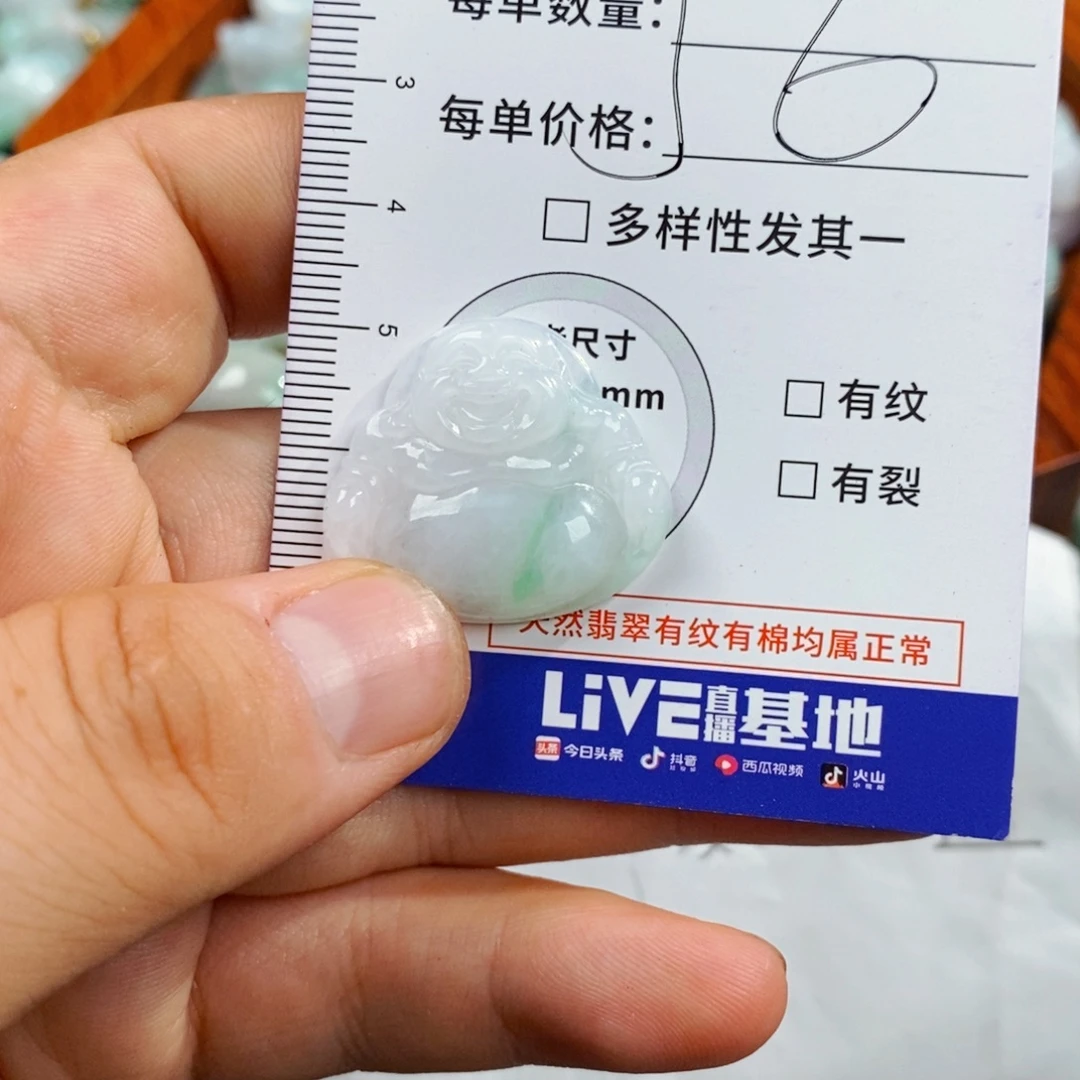 每单数量：
3
每单价格：
4
多样性发其一
5
尺寸
mm
有纹
有裂
天然翡翠有纹有棉均属正常
LiVE直播基地
今日头条 抖音 西瓜视频 火山